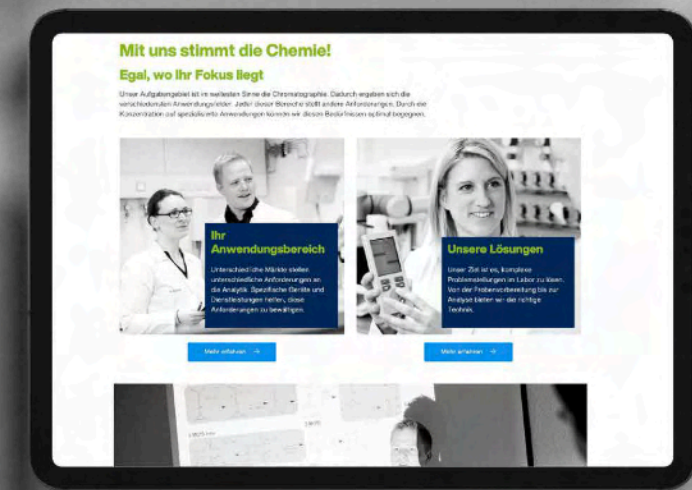 Mit uns stimmt die Chemie!
Egal, wo Ihr Fokus liegt
Unser Aufgabengebiet ist im weitesten Sinne die Chromatographie. Dadurch ergeben sich die
verschiedensten Anwendungsfelder. Jeder dieser Bereiche stellt andere Anforderungen. Durch die
Konzentration auf spezialisierte Anwendungen können wir diesen Bedürfnissen optimal begegnen.
Ihr
Anwendungsbereich
Unterschiedliche Märkte stellen
unterschiedliche Anforderungen an
die Analytik. Spezifische Geräte und
Dienstleistungen helfen, diese
Anforderungen zu bewältigen.
Mehr erfahren →
Unsere Lösungen
Unser Ziel ist es, komplexe
Problemstellungen im Labor zu lösen.
Von der Probenvorbereitung bis zur
Analyse bieten wir die richtige
Technik.
Mehr erfahren →